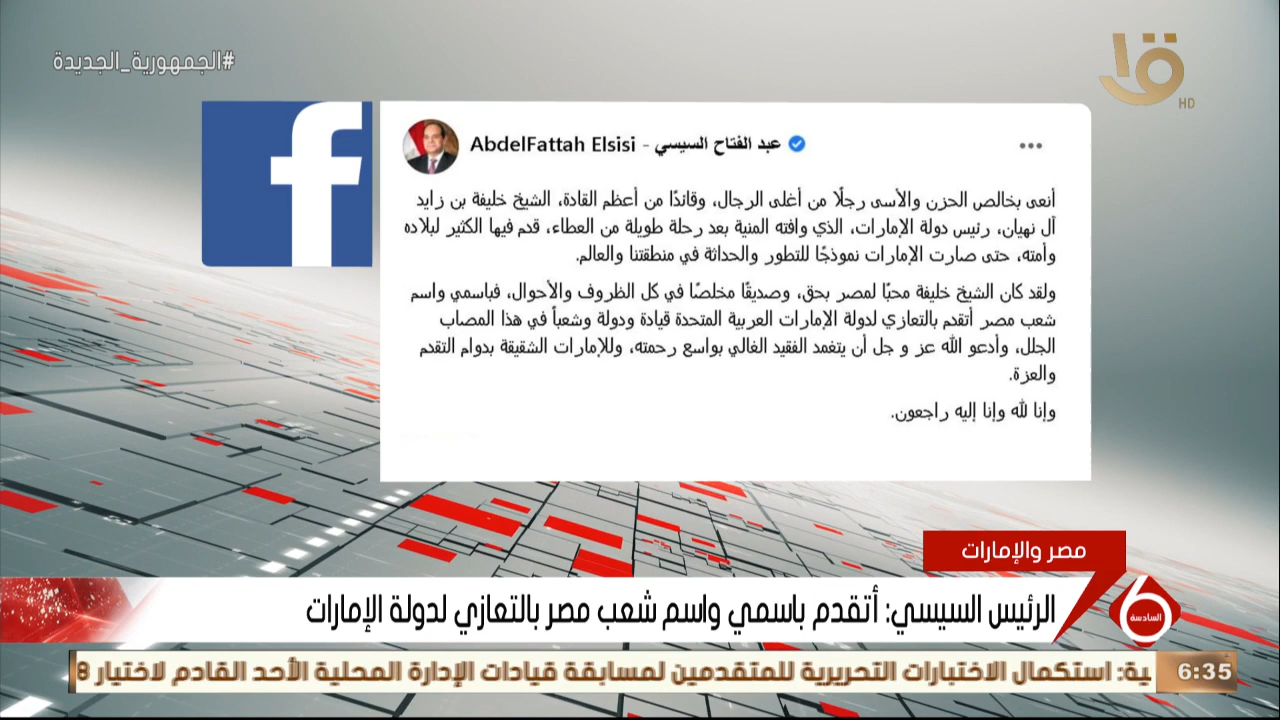 #الجمهورية_الجديدة
HD
AbdelFattah Elsisi - عبد الفتاح السيسي
أنعى بخالص الحزن والأسى رجلًا من أغلى الرجال، وقائدًا من أعظم القادة، الشيخ خليفة بن زايد
آل نهيان، رئيس دولة الإمارات، الذي وافته المنية بعد رحلة طويلة من العطاء، قدم فيها الكثير لبلاده
وأمته، حتى صارت الإمارات نموذجًا للتطور والحداثة في منطقتنا والعالم.
ولقد كان الشيخ خليفة محبًا لمصر بحق، وصديقًا مخلصًا في كل الظروف والأحوال، فباسمي واسم
شعب مصر أتقدم بالتعازي لدولة الإمارات العربية المتحدة قيادة ودولة وشعباً في هذا المصاب
الجلل، وأدعو الله عز و جل أن يتغمد الفقيد الغالي بواسع رحمته، وللإمارات الشقيقة بدوام التقدم
والعزة.
وإنا لله وإنا إليه راجعون.
مصر والإمارات
الرئيس السيسي: أتقدم باسمي واسم شعب مصر بالتعازي لدولة الإمارات
السادسة
6:35
ية: استكمال الاختبارات التحريرية للمتقدمين لمسابقة قيادات الإدارة المحلية الأحد القادم لاختيار 8